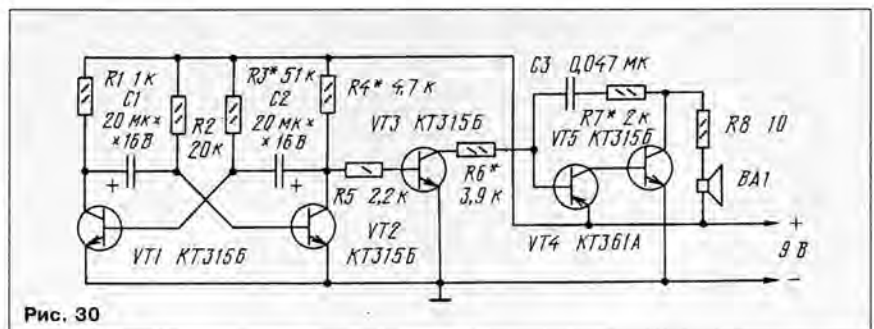 R1 1к
C1
20 мк ×
× 16 В
R2
20к
R3* 51 к
C2
20 мк ×
× 16 В
R4* 4,7 к
R5 2,2 к
VT3 КТ315Б
R6*
3,9 к
C3 0,047 мк
R7* 2 к
VT5 КТ315Б
R8 10
BA1
+
+
VT1 КТ315Б
VT2
КТ315Б
VT4 КТ361А
+
9 В
−
Рис. 30